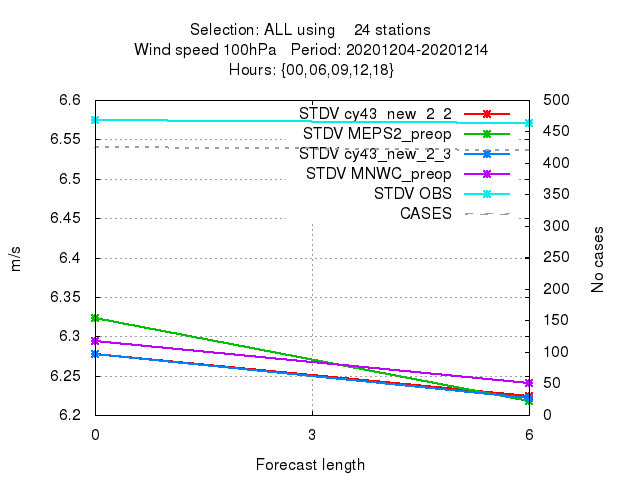 Selection: ALL using 24 stations
Wind speed 100hPa Period: 20201204-20201214
Hours: {00,06,09,12,18}
6.6
6.55
6.5
6.45
6.4
6.35
6.3
6.25
6.2
m/s
STDV cy43_new_2_2
STDV MEPS2_preop
STDV cy43_new_2_3
STDV MNWC_preop
STDV OBS
CASES
500
450
400
350
300
250
200
150
100
50
0
No cases
0 3 6
Forecast length